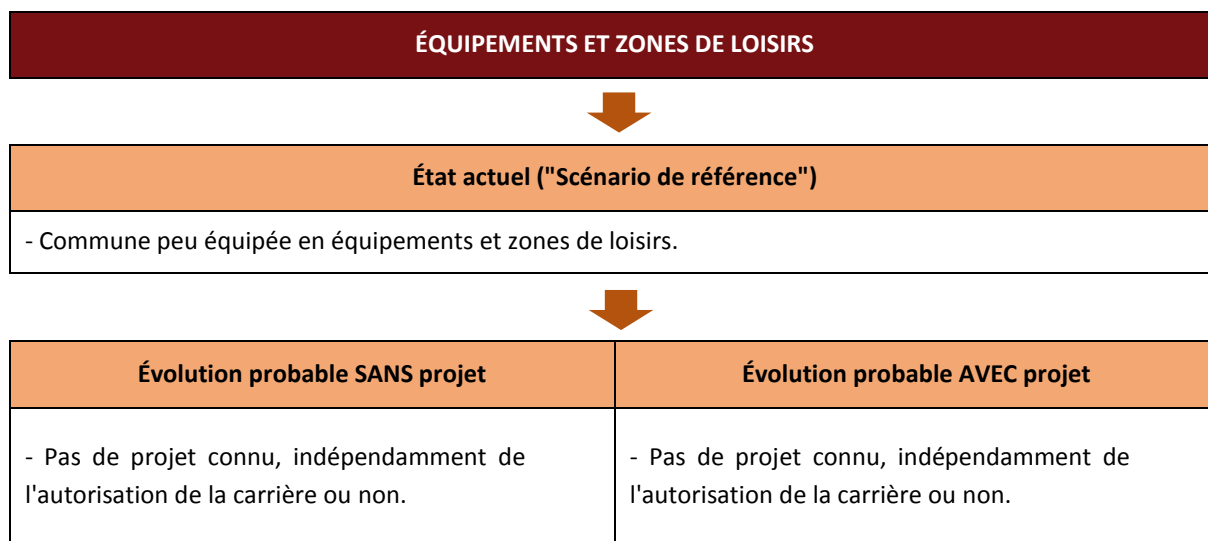 ÉQUIPEMENTS ET ZONES DE LOISIRS
État actuel ("Scénario de référence")
- Commune peu équipée en équipements et zones de loisirs.
Évolution probable SANS projet
Évolution probable AVEC projet
- Pas de projet connu, indépendamment de
l'autorisation de la carrière ou non.
- Pas de projet connu, indépendamment de
l'autorisation de la carrière ou non.